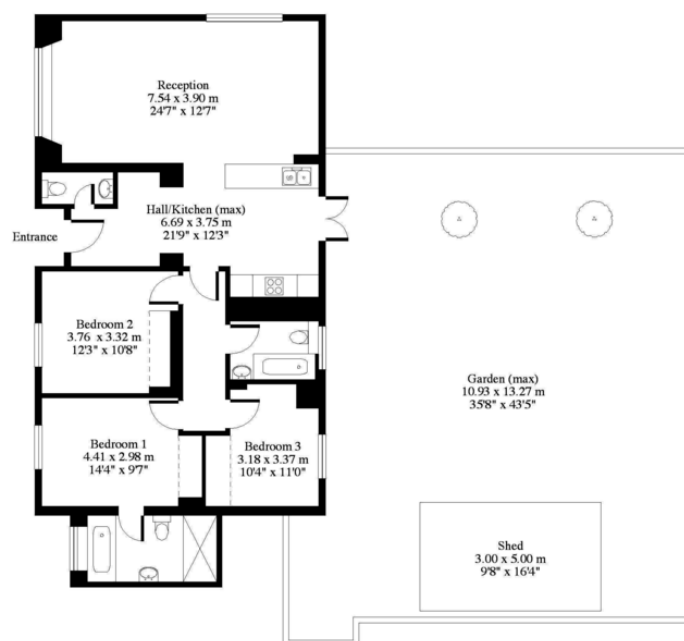 Reception
7.54 x 3.90 m
24'7" x 12'7"
Hall/Kitchen (max)
6.69 x 3.75 m
21'9" x 12'3"
Entrance
Bedroom 2
3.76 x 3.32 m
12'3" x 10'8"
Garden (max)
10.93 x 13.27 m
35'8" x 43'5"
Bedroom 1
4.41 x 2.98 m
14'4" x 9'7"
Bedroom 3
3.18 x 3.37 m
10'4" x 11'0"
Shed
3.00 x 5.00 m
9'8" x 16'4"